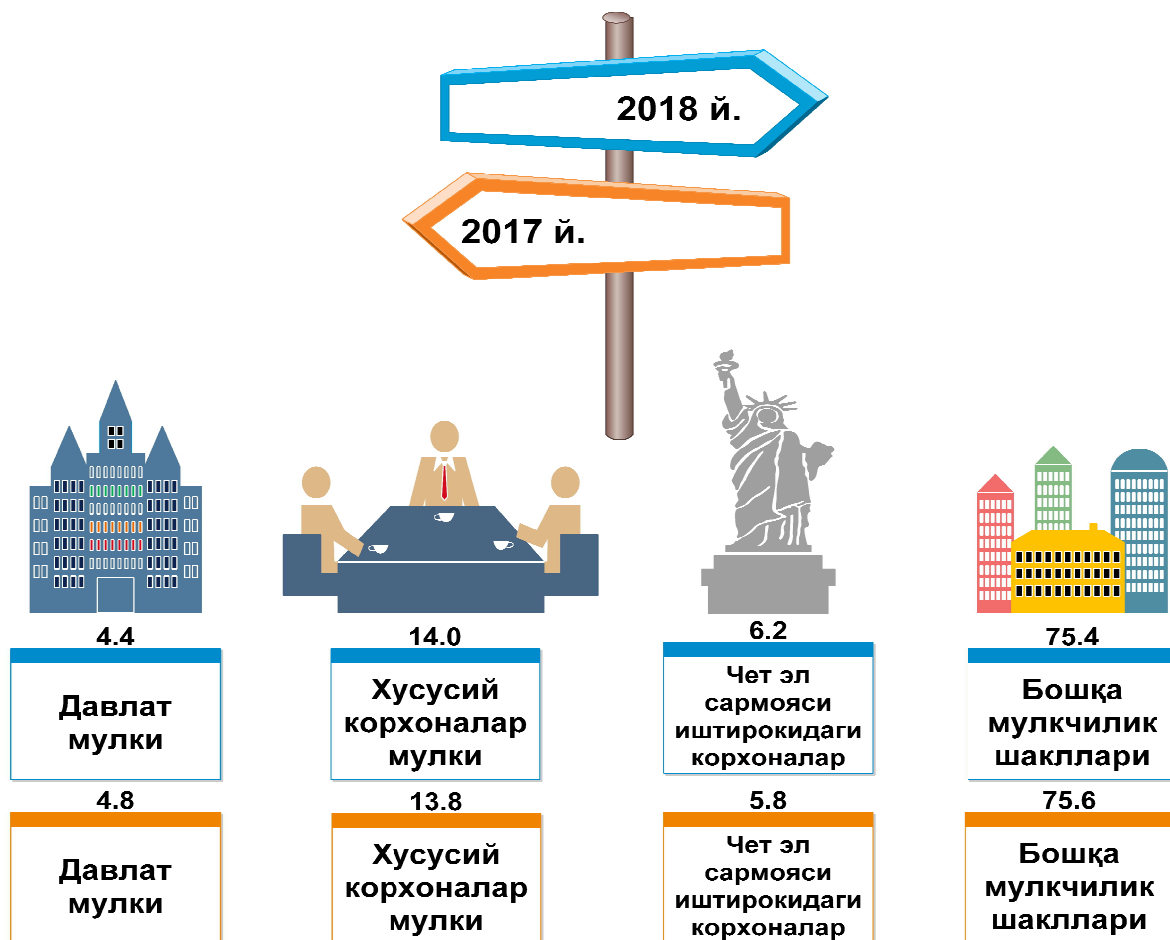 2018 й.
2017 й.
4.4
Давлат
мулки
14.0
Хусусий
корхоналар
мулки
6.2
Чет эл
сармояси
иштирокидаги
корхоналар
75.4
Бошқа
мулкчилик
шакллари
4.8
Давлат
мулки
13.8
Хусусий
корхоналар
мулки
5.8
Чет эл
сармояси
иштирокидаги
корхоналар
75.6
Бошқа
мулкчилик
шакллари